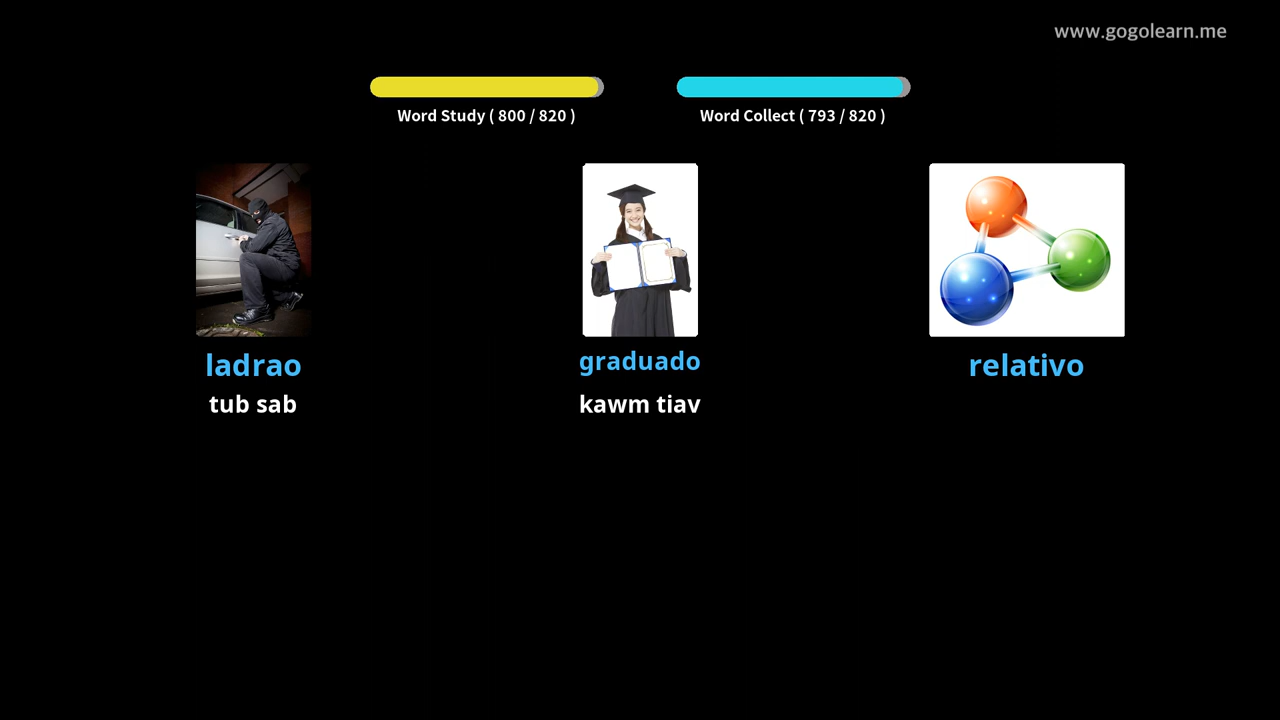 www.gogolearn.me
Word Study ( 800 / 820 )
Word Collect ( 793 / 820 )
ladrao
graduado
relativo
tub sab
kawm tiav